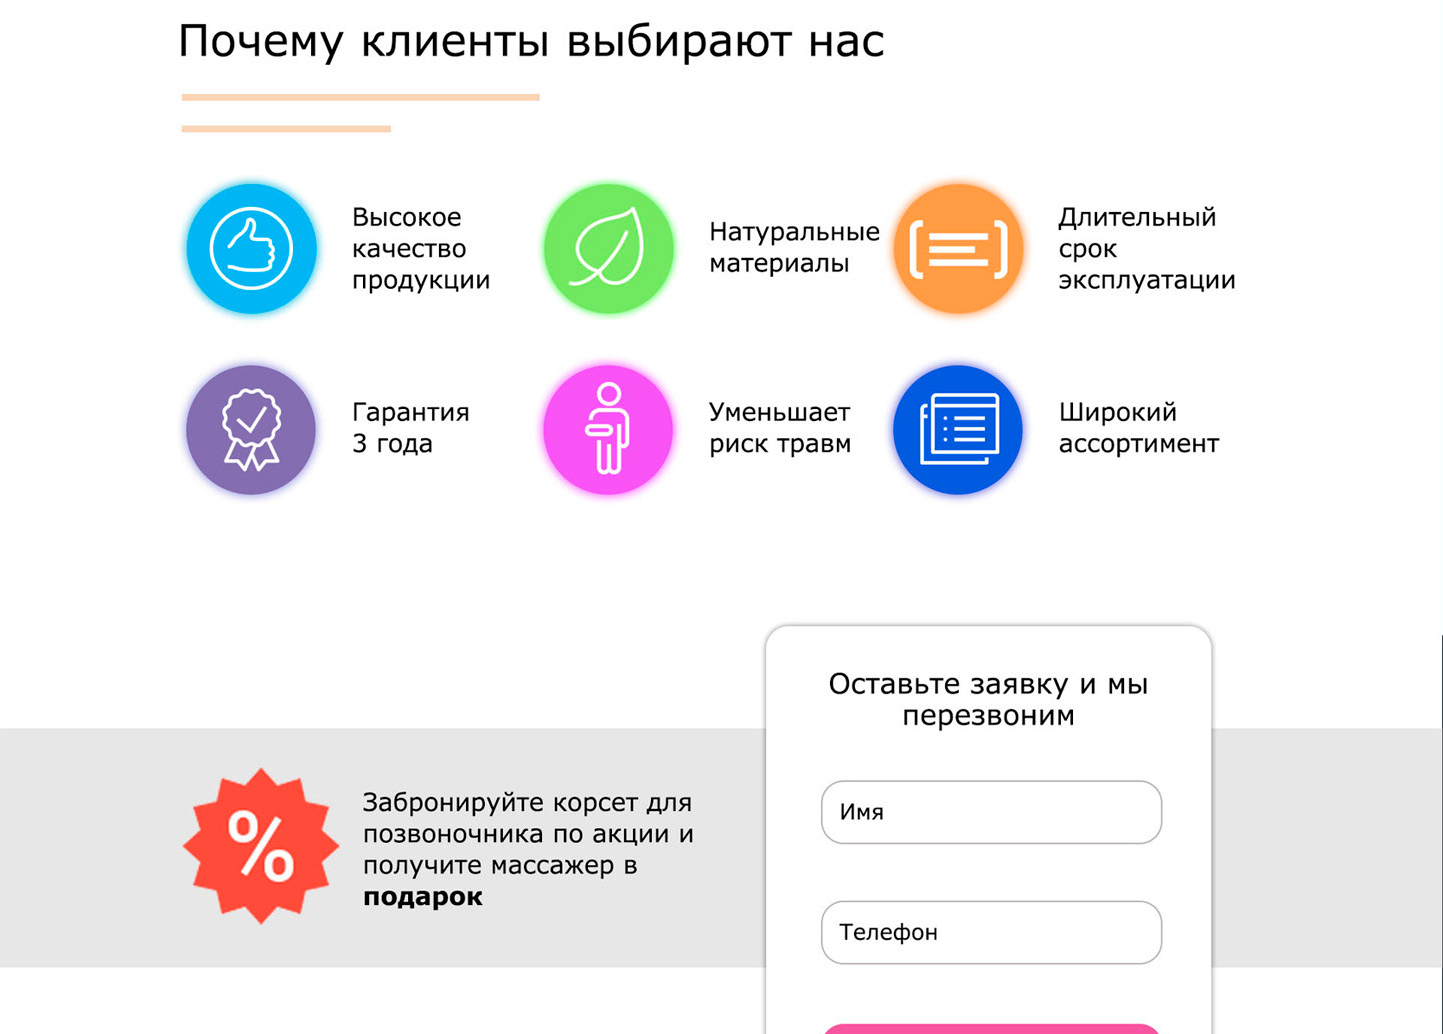 Почему клиенты выбирают нас
Высокое
качество
продукции
Натуральные
материалы
Длительный
срок
эксплуатации
Гарантия
3 года
Уменьшает
риск травм
Широкий
ассортимент
Оставьте заявку и мы
перезвоним
%
Забронируйте корсет для
позвоночника по акции и
получите массажер в
подарок
Имя
Телефон